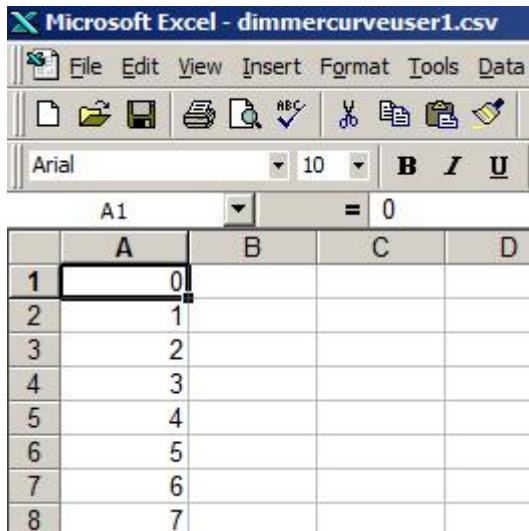 Microsoft Excel - dimmercurveuser1.csv
File Edit View Insert Format Tools Data
ABC
Arial 10 B I U
A1 = 0
A B C D
1 0
2 1
3 2
4 3
5 4
6 5
7 6
8 7